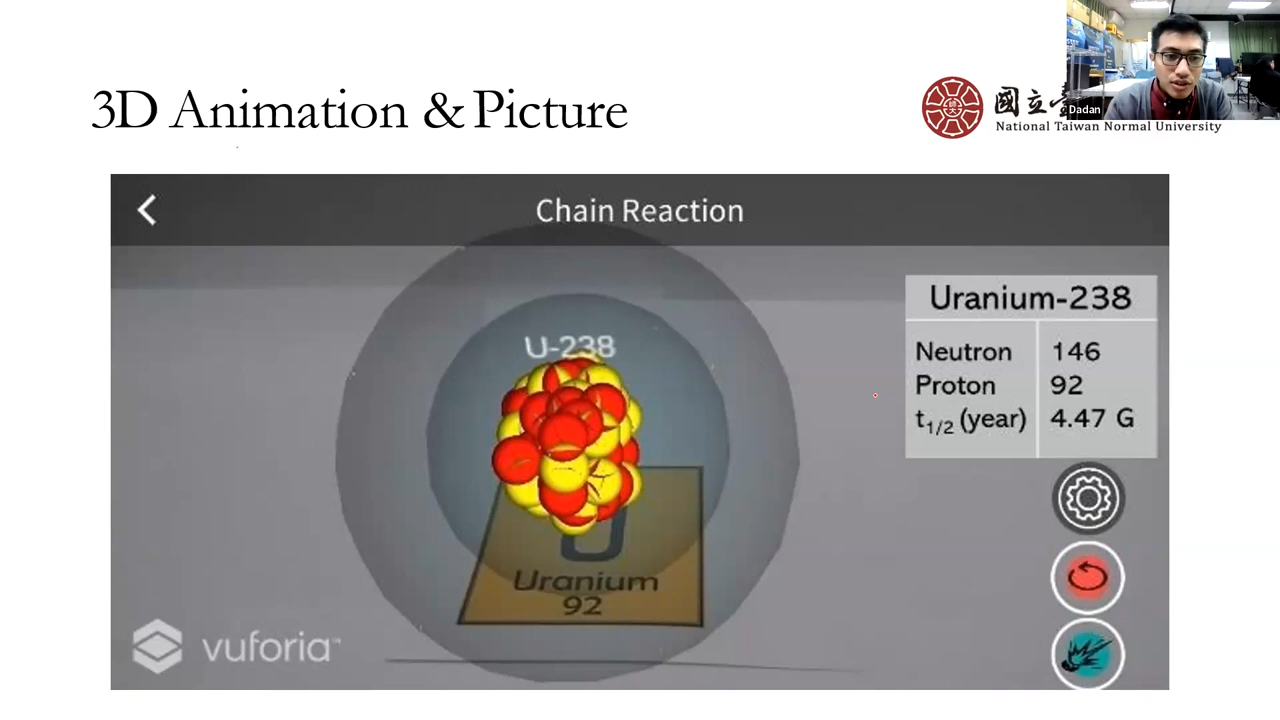 3D Animation & Picture
國立
National Taiwan Normal University
Dadan
Chain Reaction
Uranium-238
Neutron 146
Proton 92
t1/2 (year) 4.47 G
U-238
U
Uranium
92
vuforia™